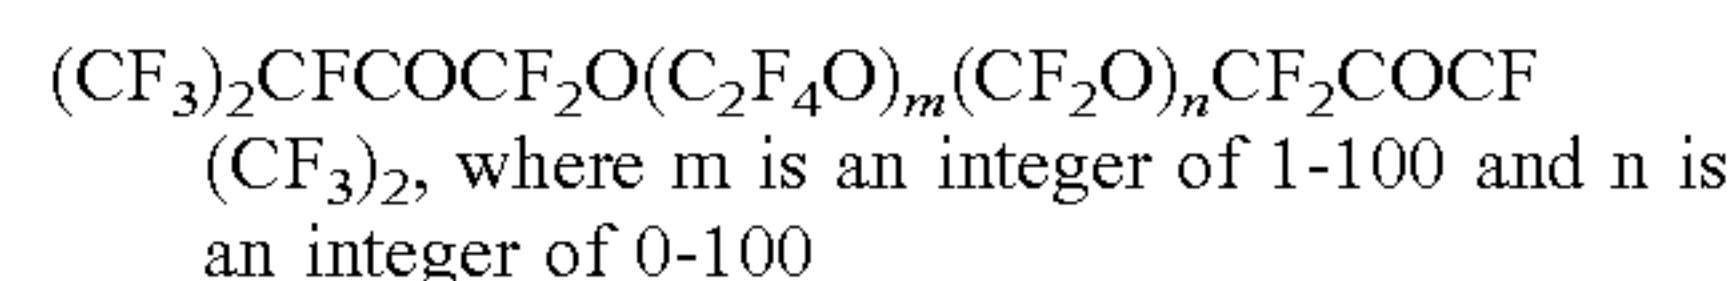 (CF₃)₂CFCOCF₂O(C₂F₄O)ₘ(CF₂O)ₙCF₂COCF
(CF₃)₂, where m is an integer of 1-100 and n is
an integer of 0-100